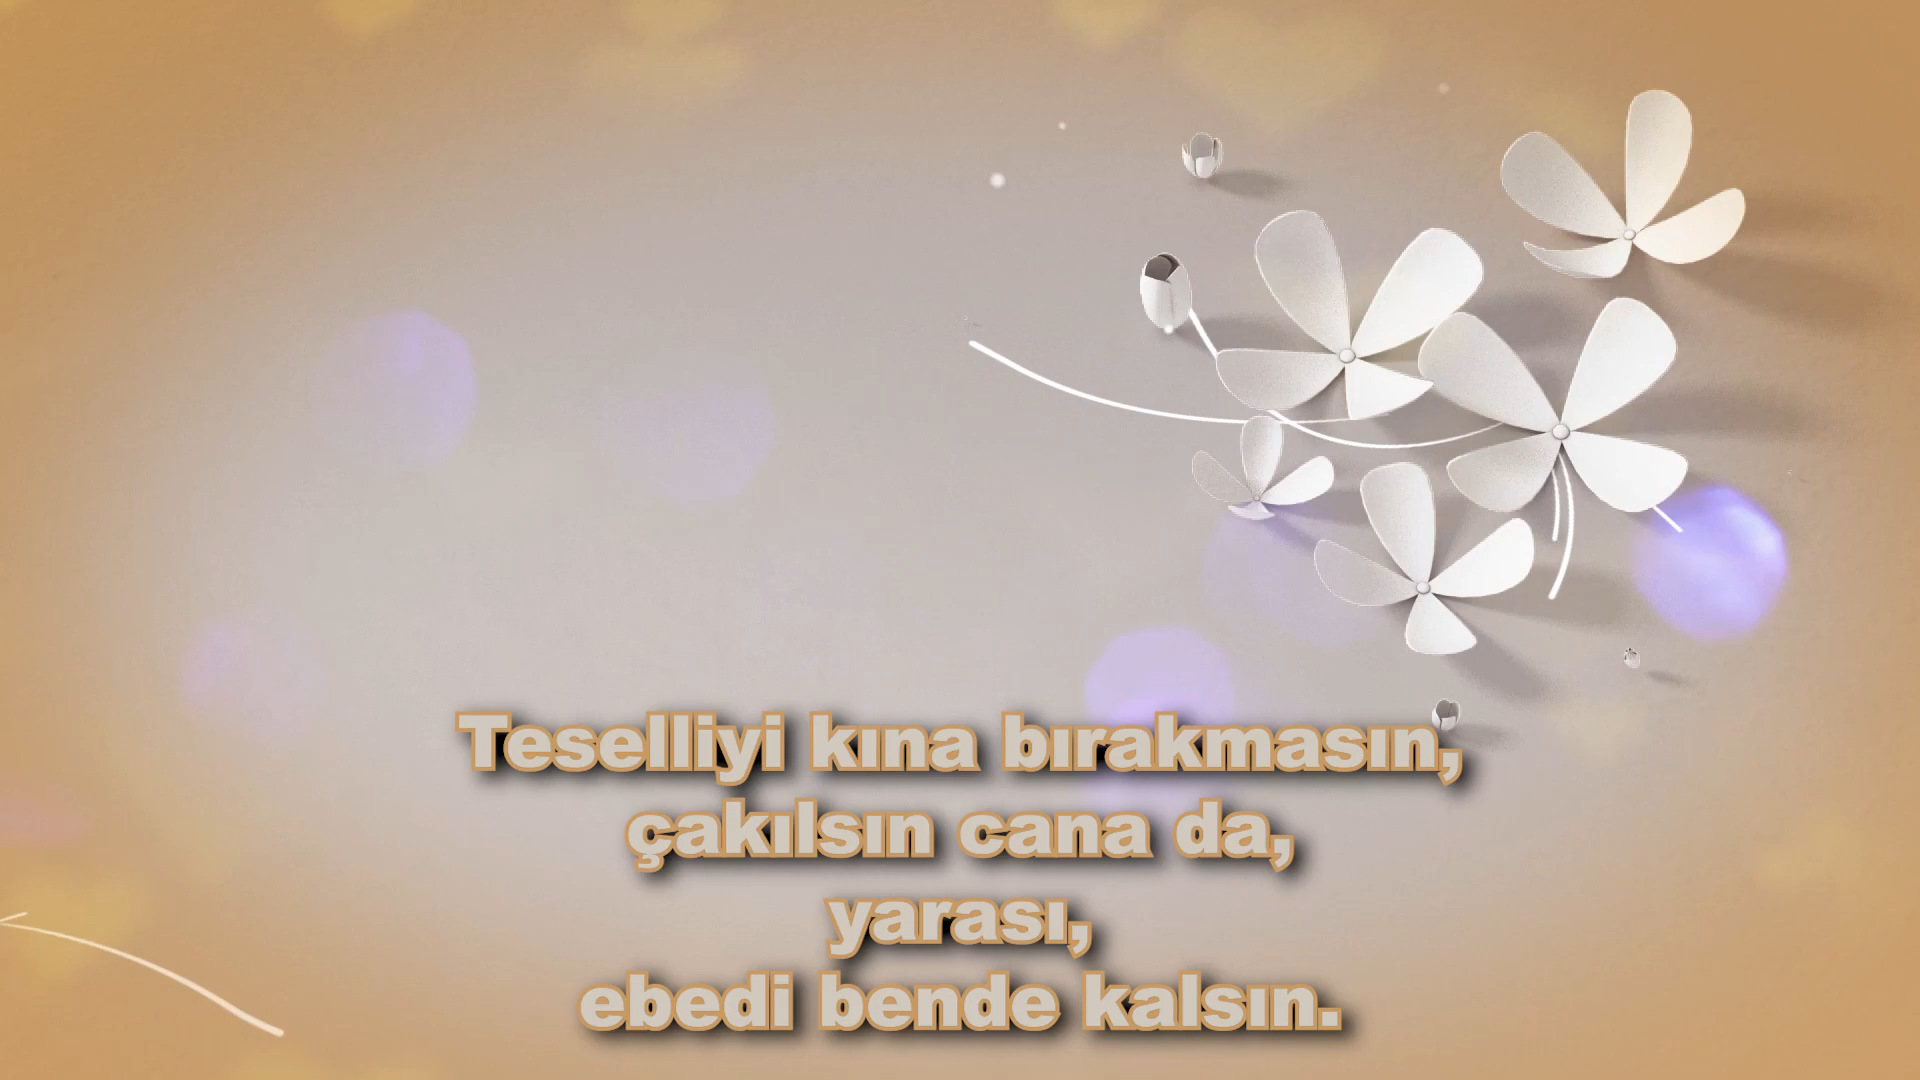 Teselliyi kına bırakmasın,
çakılsın cana da,
yarası,
ebedi bende kalsın.